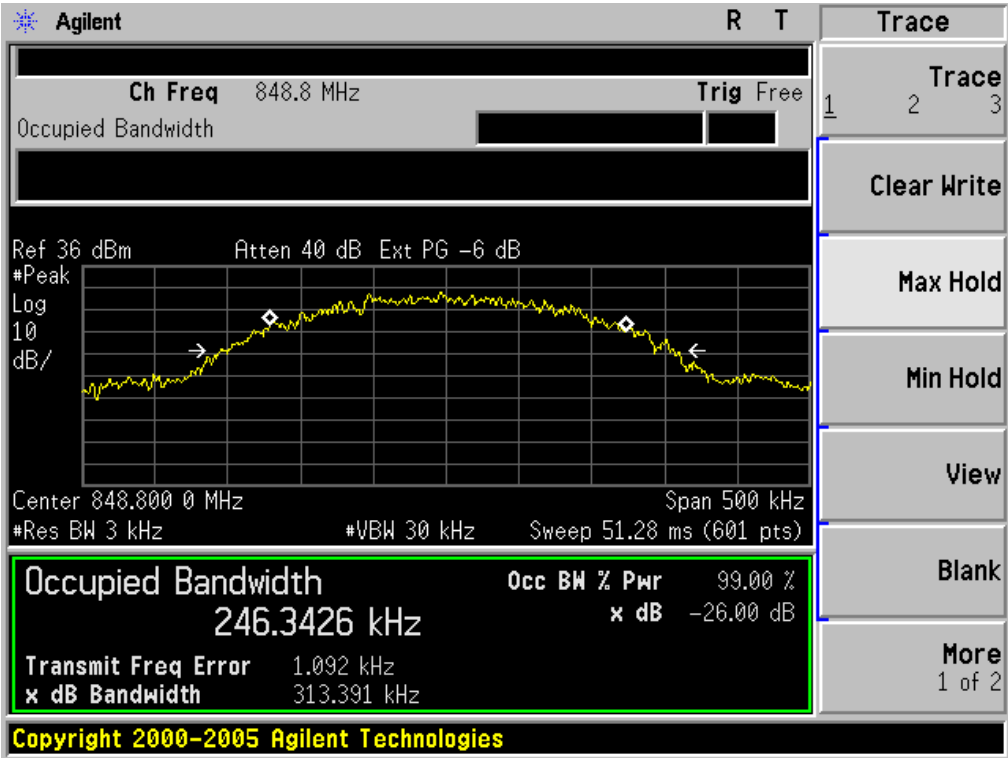 Agilent R T Trace
Ch Freq 848.8 MHz Trig Free
Occupied Bandwidth
Trace
1 2 3
Clear Write
Ref 36 dBm Atten 40 dB Ext PG -6 dB
#Peak
Log
10
dB/
Max Hold
Min Hold
View
Center 848.800 0 MHz Span 500 kHz
#Res BW 3 kHz #VBW 30 kHz Sweep 51.28 ms (601 pts)
Occupied Bandwidth Occ BW % Pwr 99.00 %
246.3426 kHz x dB -26.00 dB
Transmit Freq Error 1.092 kHz
x dB Bandwidth 313.391 kHz
Blank
More
1 of 2
Copyright 2000-2005 Agilent Technologies